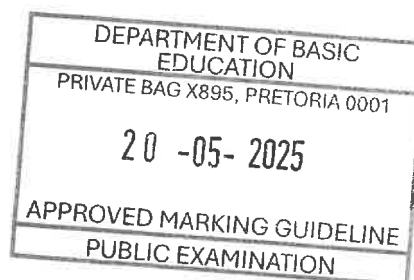 DEPARTMENT OF BASIC
EDUCATION
PRIVATE BAG X895, PRETORIA 0001
20 -05- 2025
APPROVED MARKING GUIDELINE
PUBLIC EXAMINATION